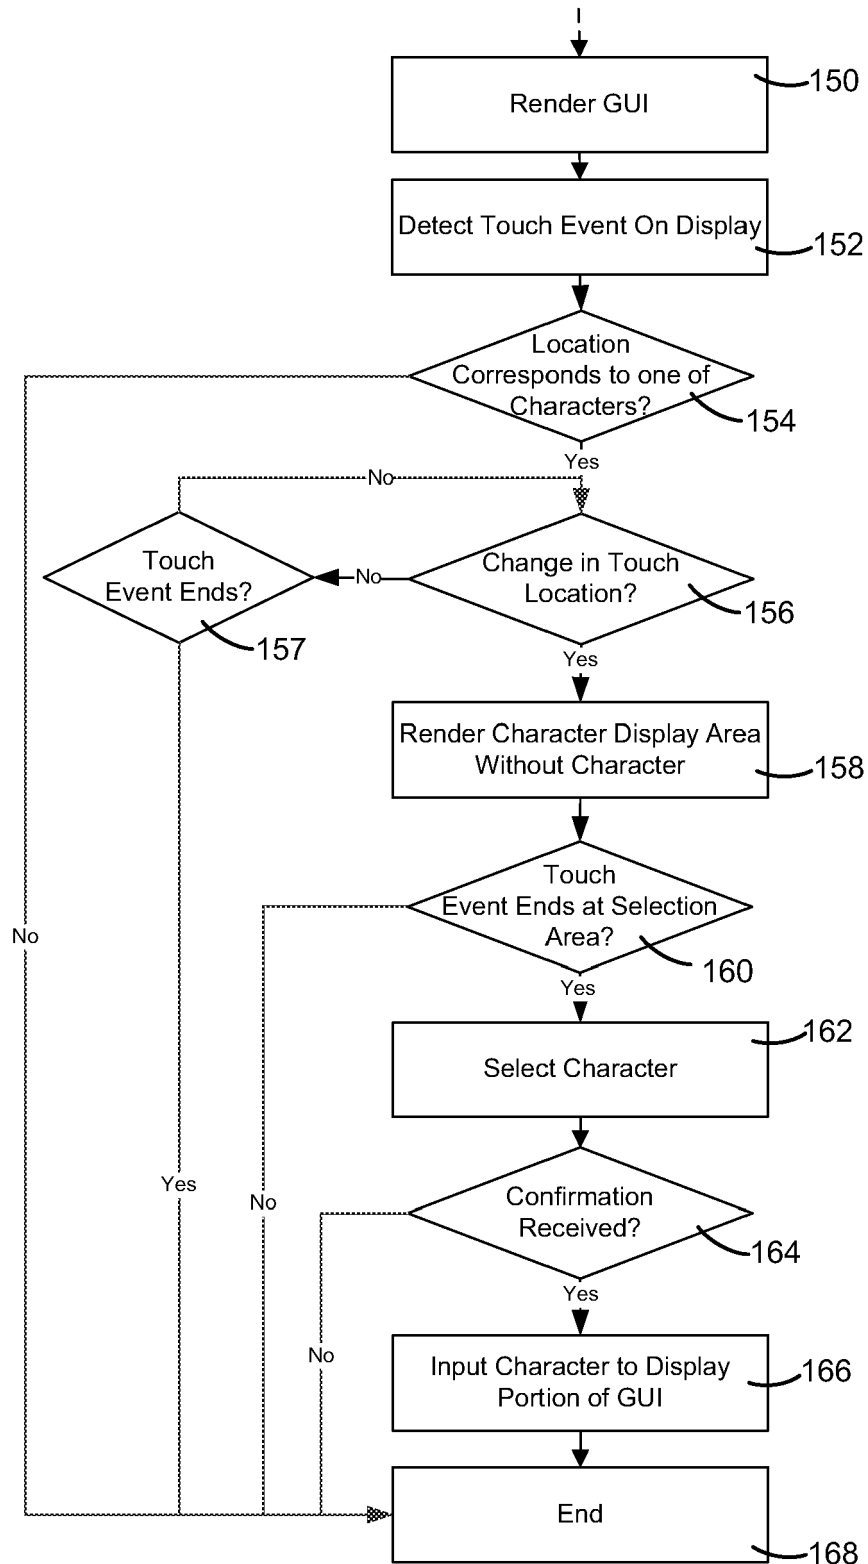 Render GUI
150
Detect Touch Event On Display
152
Location
Corresponds to one of
Characters?
154
Yes
No
Touch
Event Ends?
157
No
Change in Touch
Location?
156
Yes
Render Character Display Area
Without Character
158
Touch
Event Ends at Selection
Area?
160
No
Yes
162
Select Character
Yes
No
Confirmation
Received?
164
Yes
No
Input Character to Display
Portion of GUI
166
End
168